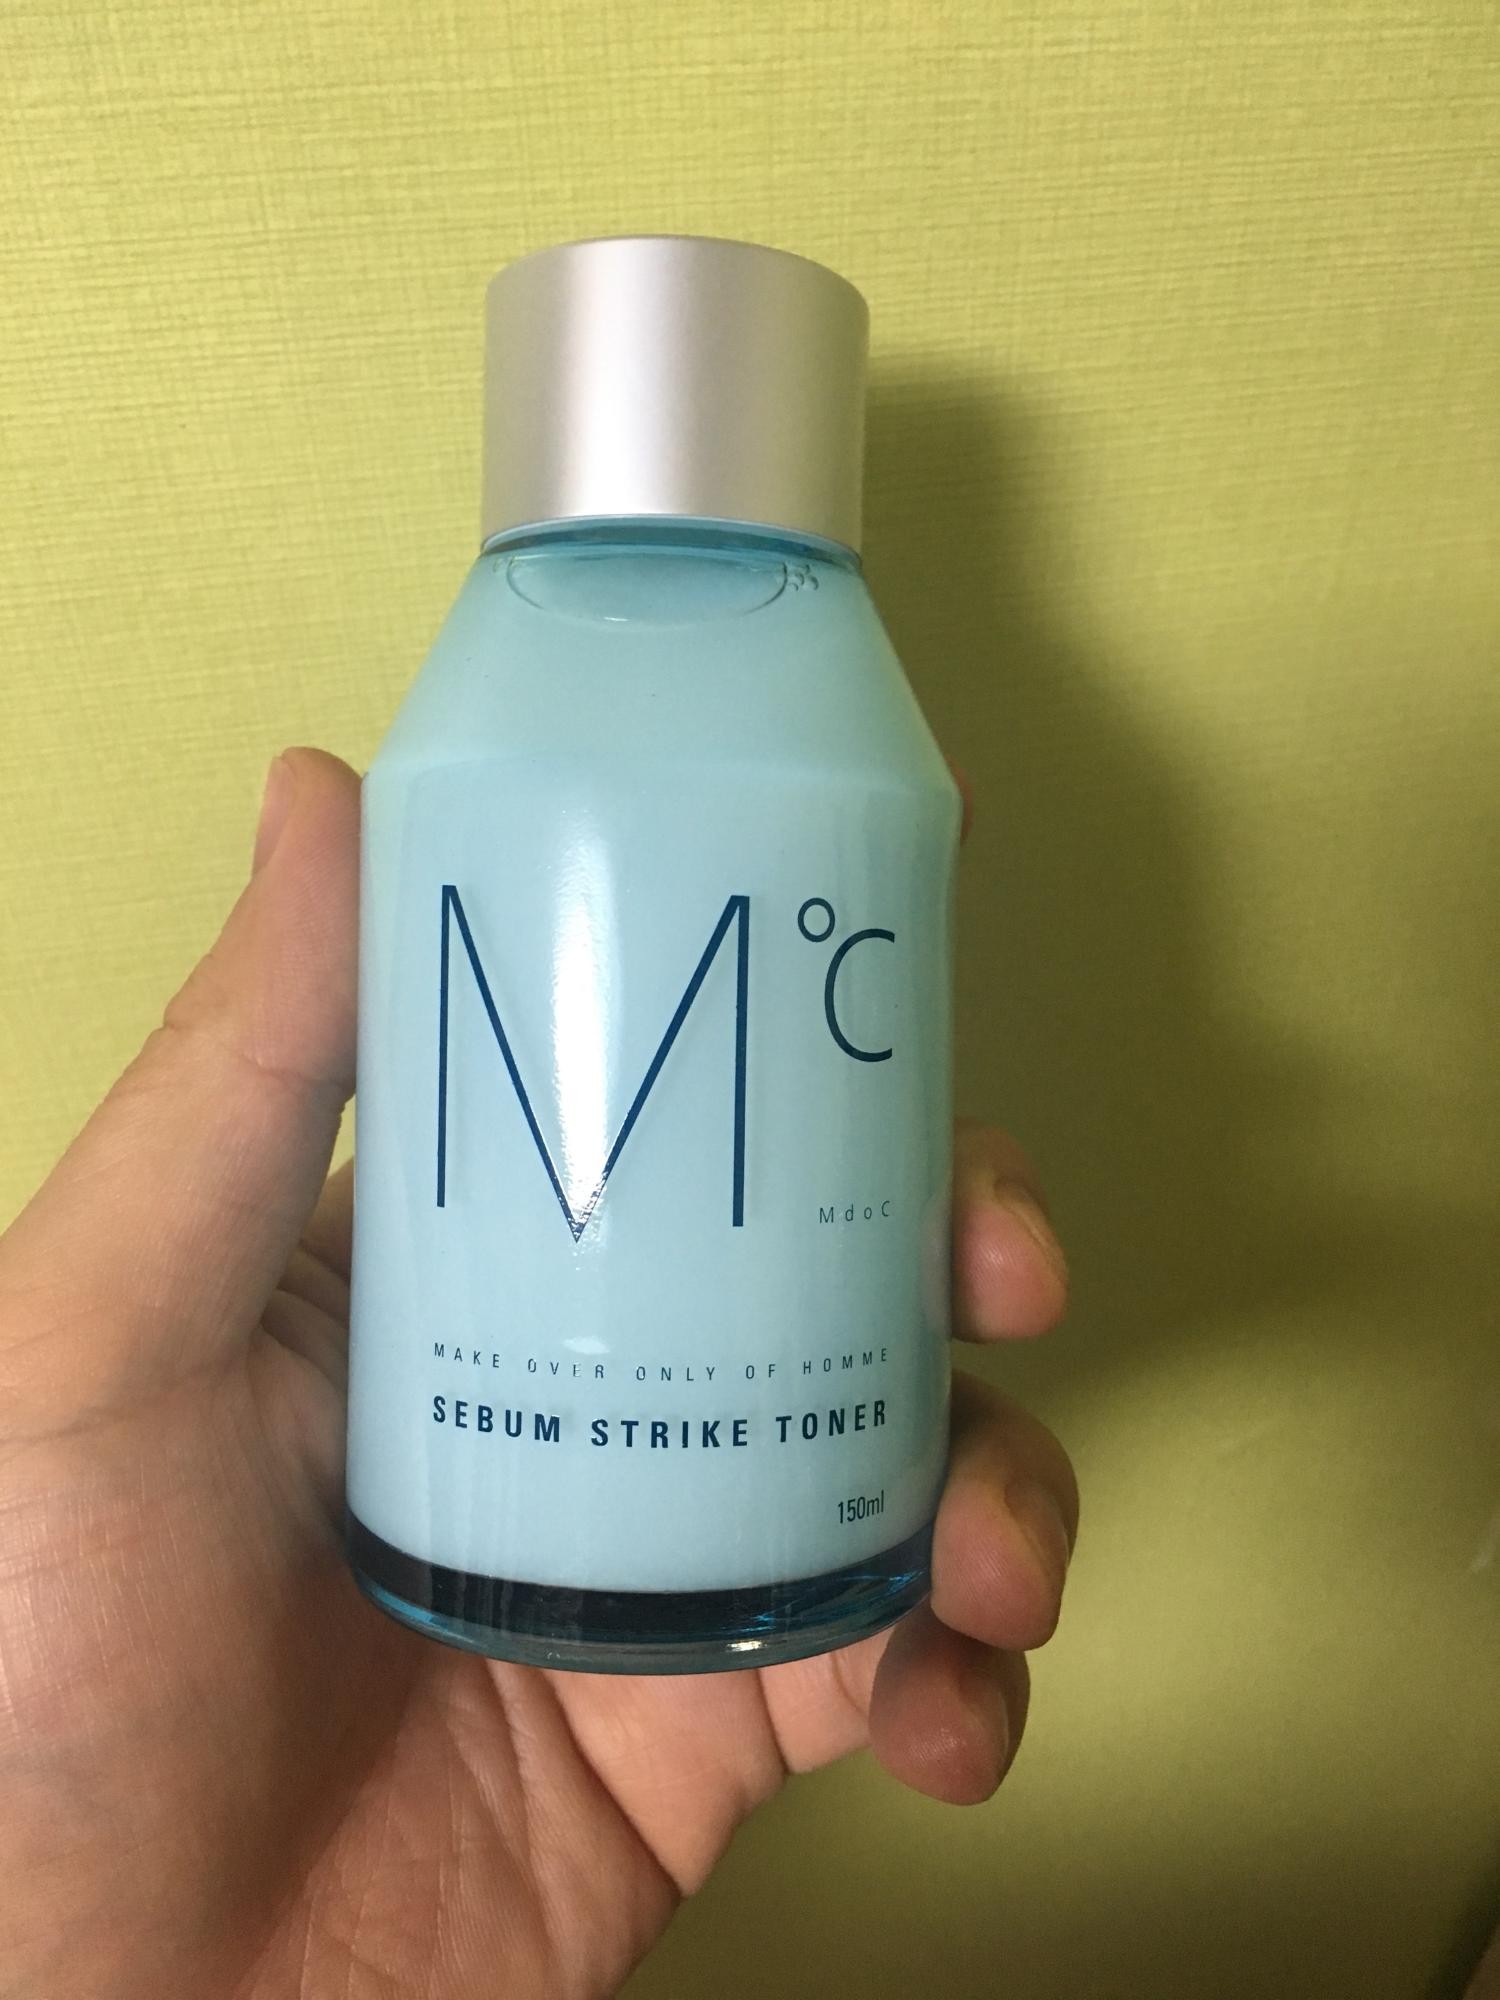 M°C
MdoC
MAKE OVER ONLY OF HOMME
SEBUM STRIKE TONER
150ml